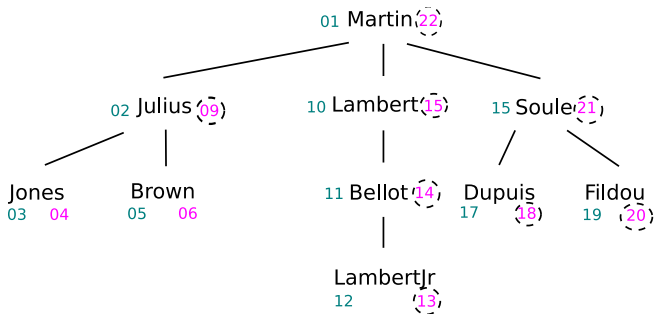 01 Martin 22
02 Julius 09 10 Lambert 15 15 Soule 21
Jones Brown 11 Bellot 14 Dupuis Fildou
03 04 05 06 17 18 19 20
LambertJr
12 13